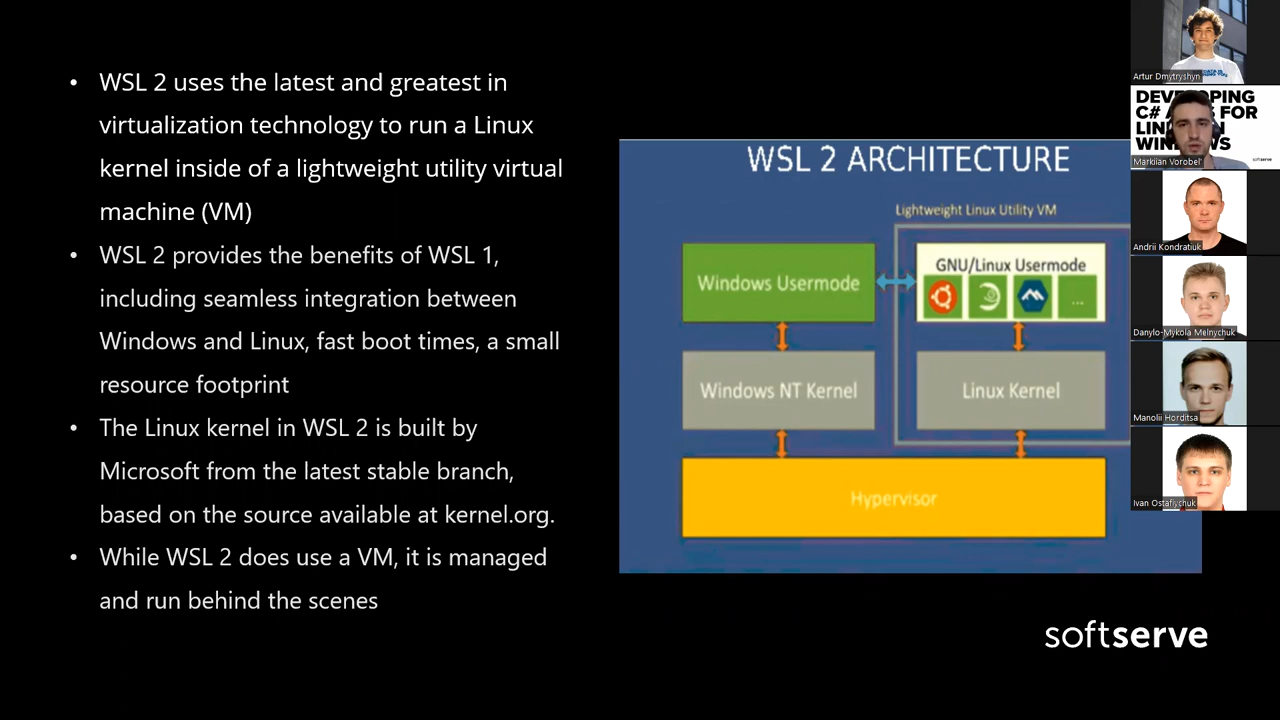 • WSL 2 uses the latest and greatest in
virtualization technology to run a Linux
kernel inside of a lightweight utility virtual
machine (VM)
• WSL 2 provides the benefits of WSL 1,
including seamless integration between
Windows and Linux, fast boot times, a small
resource footprint
• The Linux kernel in WSL 2 is built by
Microsoft from the latest stable branch,
based on the source available at kernel.org.
• While WSL 2 does use a VM, it is managed
and run behind the scenes
WSL 2 ARCHITECTURE
Lightweight Linux Utility VM
Windows Usermode
GNU/Linux Usermode
...
Windows NT Kernel
Linux Kernel
Hypervisor
softserve
Artur Dmytryshyn
C# FOR
Markiian Vorobel'
softserve
Andrii Kondratiuk
Danylo-Mykola Melnychuk
Manolii Horditsa
Ivan Ostafiychuk